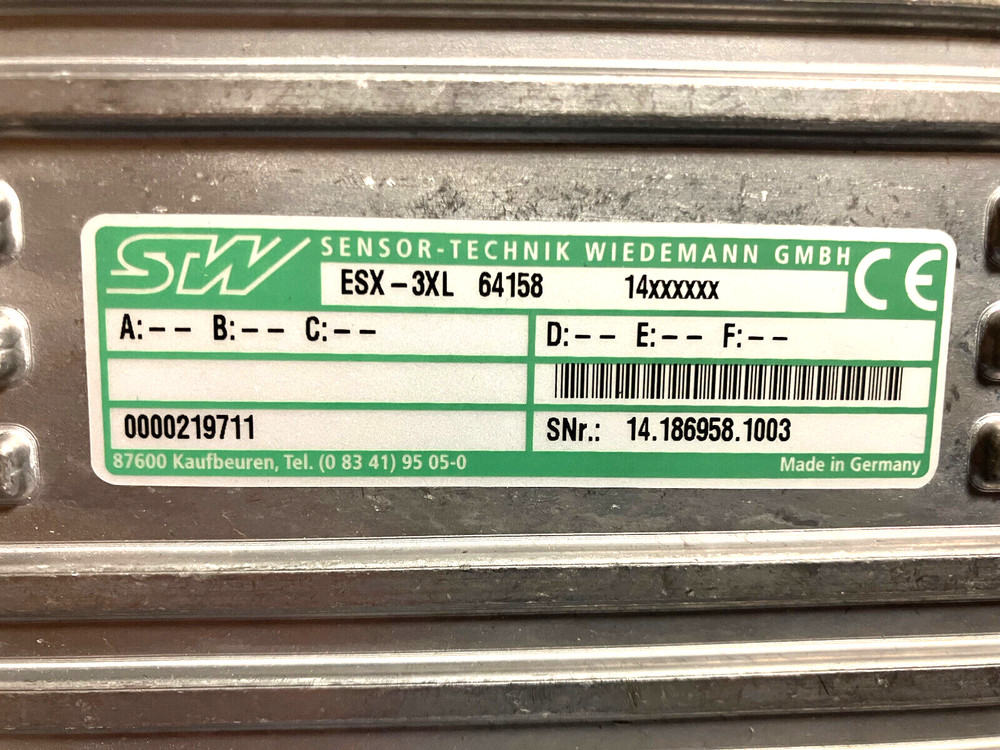 STW SENSOR-TECHNIK WIEDEMANN GMBH CE
ESX-3XL 64158 14xxxxxx
A:-- B:-- C:-- D:-- E:-- F:--
0000219711 SNr.: 14.186958.1003
87600 Kaufbeuren, Tel. (0 83 41) 95 05-0 Made in Germany